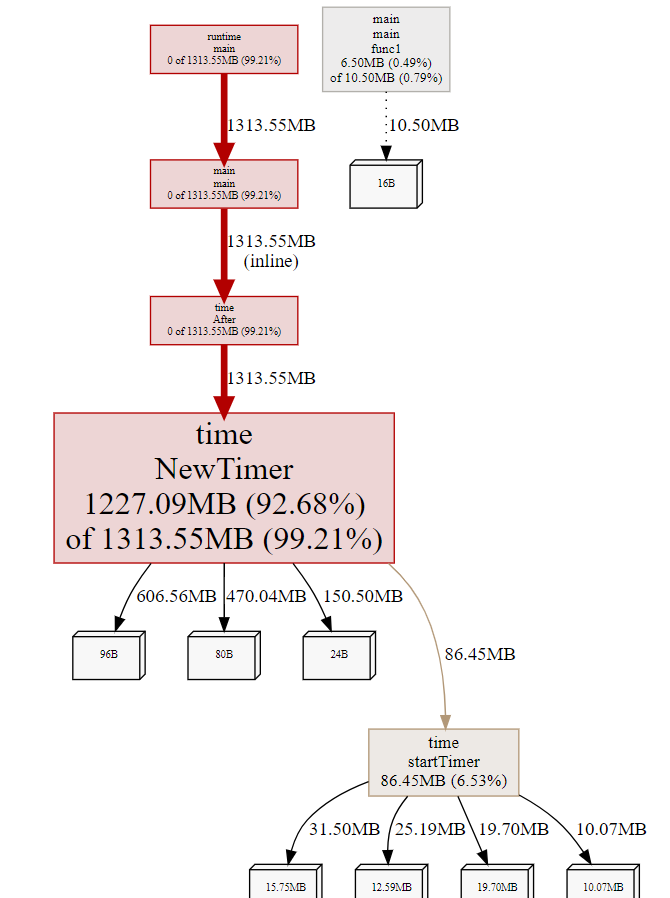 runtime
main
0 of 1313.55MB (99.21%)
main
main
func1
6.50MB (0.49%)
of 10.50MB (0.79%)
1313.55MB
10.50MB
main
main
0 of 1313.55MB (99.21%)
16B
1313.55MB
(inline)
time
After
0 of 1313.55MB (99.21%)
1313.55MB
time
NewTimer
1227.09MB (92.68%)
of 1313.55MB (99.21%)
606.56MB
470.04MB
150.50MB
86.45MB
96B
80B
24B
time
startTimer
86.45MB (6.53%)
31.50MB
25.19MB
19.70MB
10.07MB
15.75MB
12.59MB
19.70MB
10.07MB